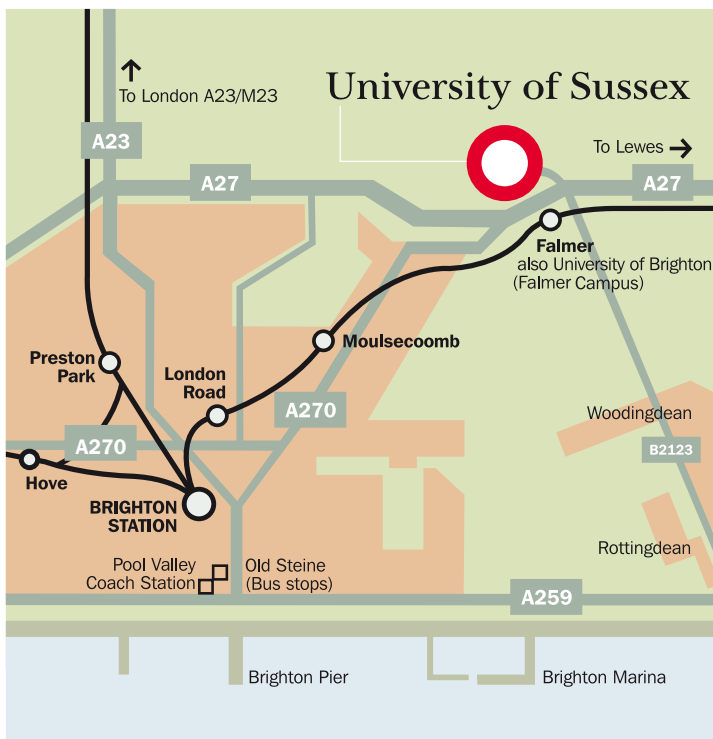 To London A23/M23
University of Sussex
A23
To Lewes
A27
A27
Falmer
also University of Brighton
(Falmer Campus)
Preston
Park
London
Road
Moulsecoomb
A270
Woodingdean
A270
B2123
Hove
BRIGHTON
STATION
Rottingdean
Pool Valley
Coach Station
Old Steine
(Bus stops)
A259
Brighton Pier
Brighton Marina